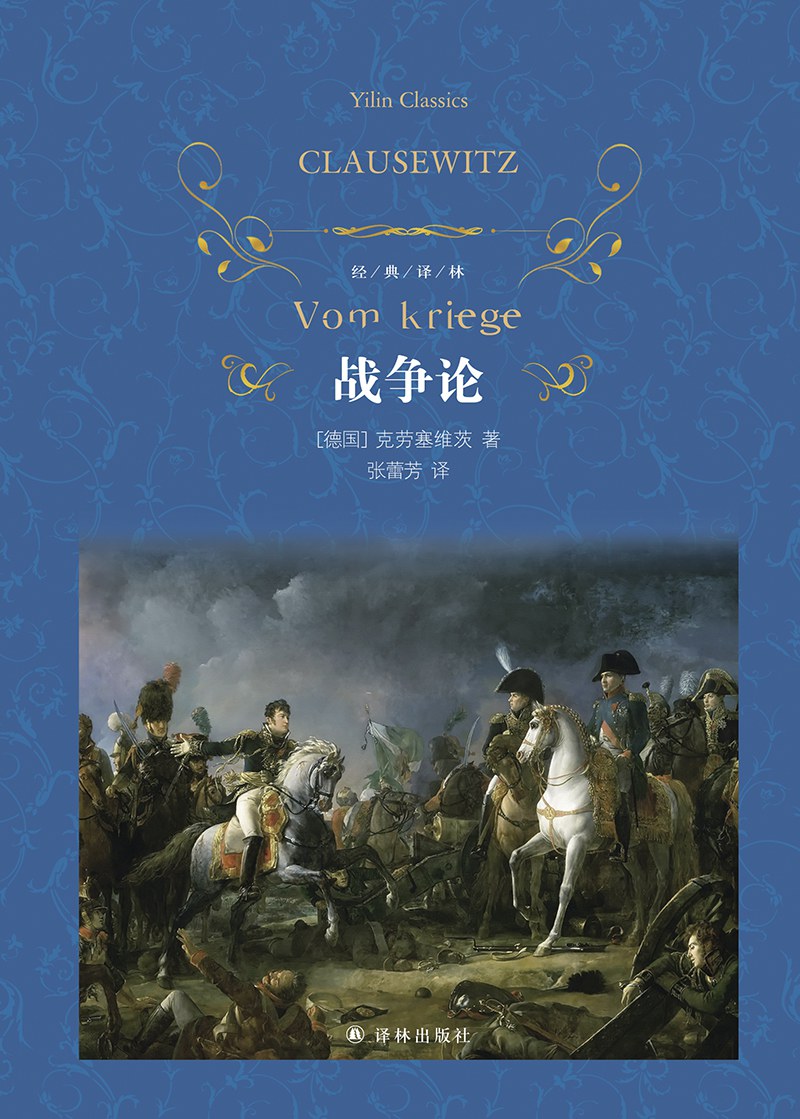 Yilin Classics
CLAUSEWITZ
经/典/译/林
Vom kriege
战争论
[德国] 克劳塞维茨 著
张蕾芳 译
译林出版社